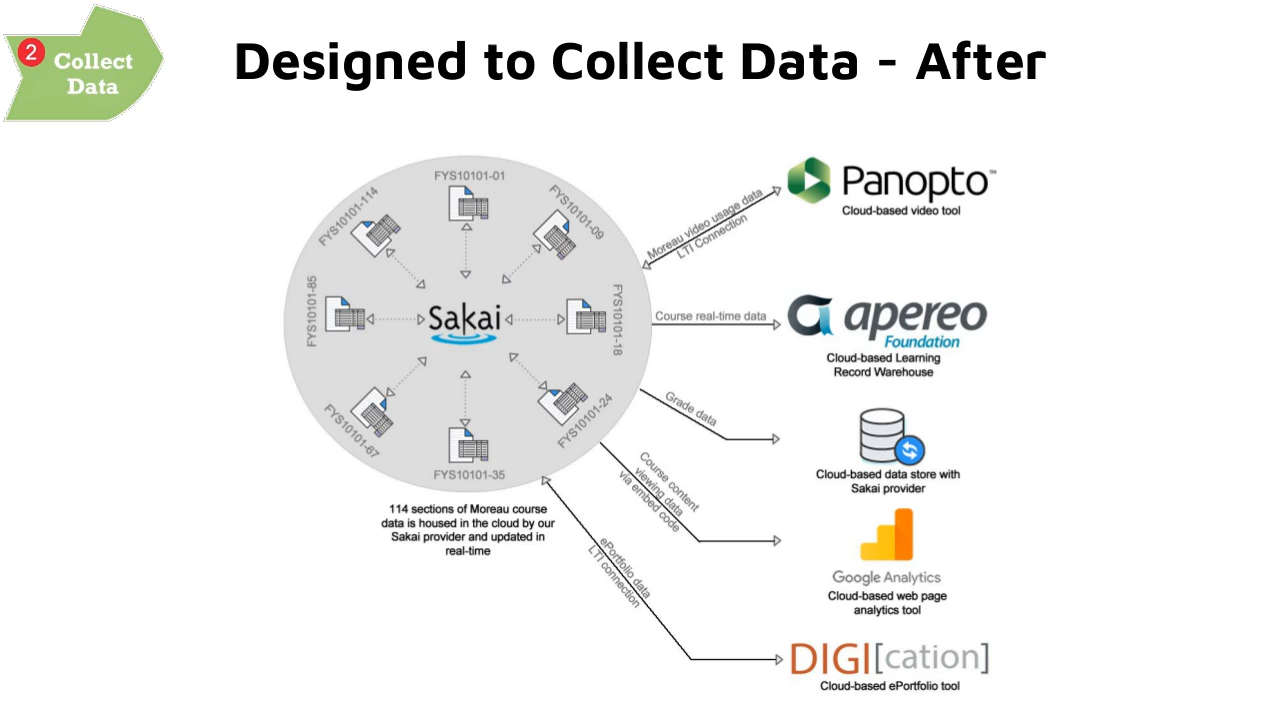 2
Collect
Data
Designed to Collect Data - After
FYS10101-01
FYS10101-09
FYS10101-114
FYS10101-85
FYS10101-18
FYS10101-67
FYS10101-24
FYS10101-35
Sakai
114 sections of Moreau course
data is housed in the cloud by our
Sakai provider and updated in
real-time
Moreau video usage data
LTI Connection
Panopto™
Cloud-based video tool
Course real-time data
apereo
Foundation
Cloud-based Learning
Record Warehouse
Grade data
Cloud-based data store with
Sakai provider
Course content
viewing data
via embed code
Google Analytics
Cloud-based web page
analytics tool
ePortfolio data
LTI connection
DIGI[cation]
Cloud-based ePortfolio tool